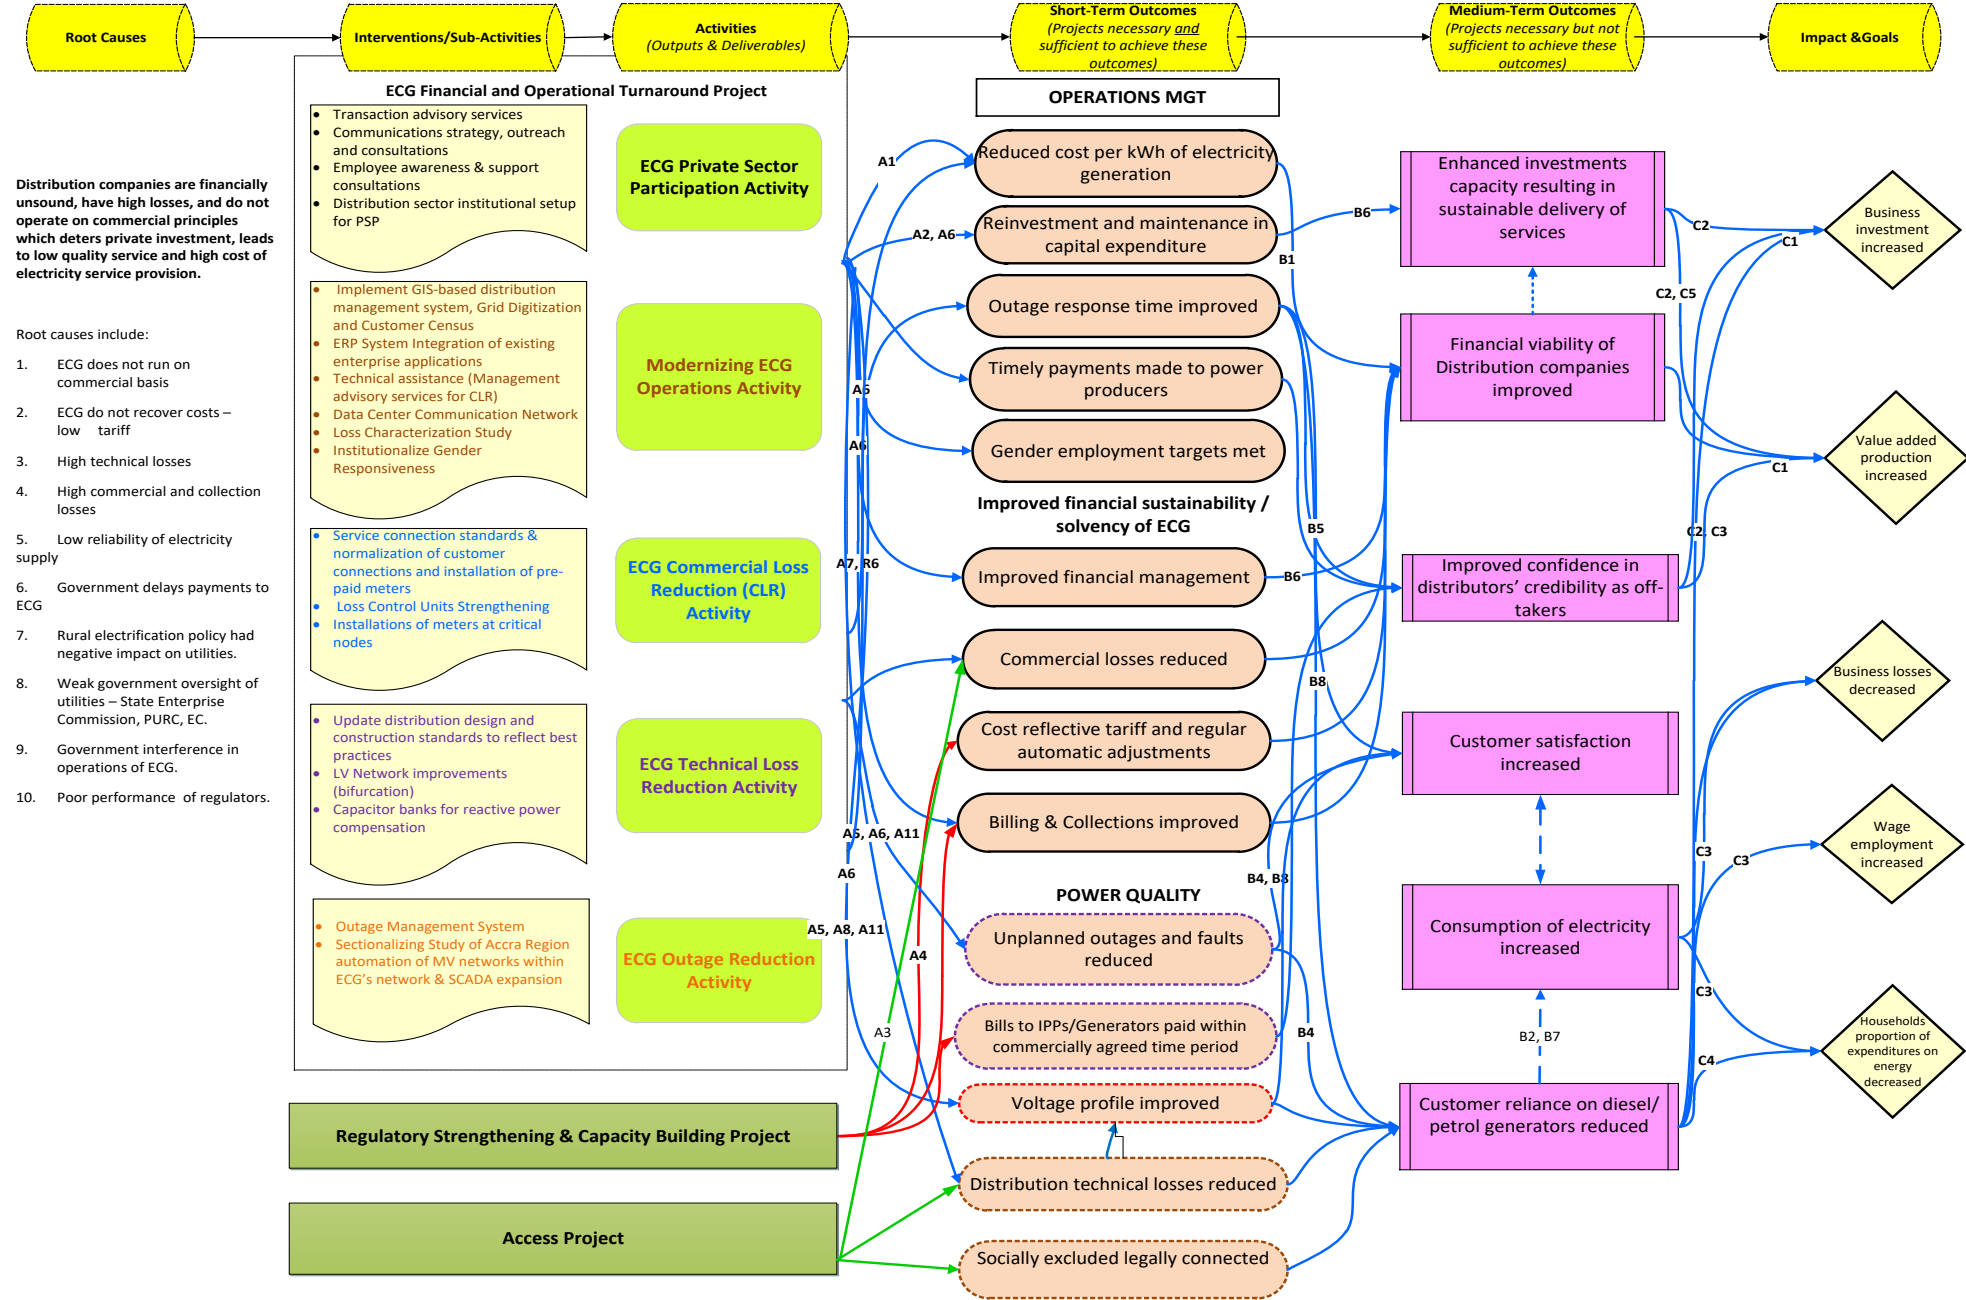 Root Causes
Interventions/Sub-Activities
Activities
(Outputs & Deliverables)
Short-Term Outcomes
(Projects necessary and
sufficient to achieve these
outcomes)
Medium-Term Outcomes
(Projects necessary but not
sufficient to achieve these
outcomes)
Impact &Goals
Distribution companies are financially
unsound, have high losses, and do not
operate on commercial principles
which deters private investment, leads
to low quality service and high cost of
electricity service provision.
Root causes include:
1. ECG does not run on
commercial basis
2. ECG do not recover costs –
low tariff
3. High technical losses
4. High commercial and collection
losses
5. Low reliability of electricity
supply
6. Government delays payments to
ECG
7. Rural electrification policy had
negative impact on utilities.
8. Weak government oversight of
utilities – State Enterprise
Commission, PURC, EC.
9. Government interference in
operations of ECG.
10. Poor performance of regulators.
ECG Financial and Operational Turnaround Project
• Transaction advisory services
• Communications strategy, outreach
and consultations
• Employee awareness & support
consultations
• Distribution sector institutional setup
for PSP
ECG Private Sector
Participation Activity
• Implement GIS-based distribution
management system, Grid Digitization
and Customer Census
• ERP System Integration of existing
enterprise applications
• Technical assistance (Management
advisory services for CLR)
• Data Center Communication Network
• Loss Characterization Study
• Institutionalize Gender
Responsiveness
Modernizing ECG
Operations Activity
• Service connection standards &
normalization of customer
connections and installation of pre-
paid meters
• Loss Control Units Strengthening
• Installations of meters at critical
nodes
ECG Commercial Loss
Reduction (CLR)
Activity
• Update distribution design and
construction standards to reflect best
practices
• LV Network improvements
(bifurcation)
• Capacitor banks for reactive power
compensation
ECG Technical Loss
Reduction Activity
• Outage Management System
• Sectionalizing Study of Accra Region
automation of MV networks within
ECG's network & SCADA expansion
ECG Outage Reduction
Activity
Regulatory Strengthening & Capacity Building Project
Access Project
A1
A2, A6
A6
A7, R6
A5, A6, A11
A6
A5, A8, A11
A4
A3
OPERATIONS MGT
Reduced cost per kWh of electricity
generation
Reinvestment and maintenance in
capital expenditure
Outage response time improved
Timely payments made to power
producers
Gender employment targets met
Improved financial sustainability /
solvency of ECG
Improved financial management
Commercial losses reduced
Cost reflective tariff and regular
automatic adjustments
Billing & Collections improved
POWER QUALITY
Unplanned outages and faults
reduced
Bills to IPPs/Generators paid within
commercially agreed time period
Voltage profile improved
Distribution technical losses reduced
Socially excluded legally connected
B6
B1
B5
B6
B8
B4, B8
B4
Enhanced investments
capacity resulting in
sustainable delivery of
services
Financial viability of
Distribution companies
improved
Improved confidence in
distributors' credibility as off-
takers
Customer satisfaction
increased
Consumption of electricity
increased
B2, B7
Customer reliance on diesel/
petrol generators reduced
C2
C1
C2, C5
C1
C2, C3
C3
C3
C3
C4
Business
investment
increased
Value added
production
increased
Business losses
decreased
Wage
employment
increased
Households
proportion of
expenditures on
energy
decreased